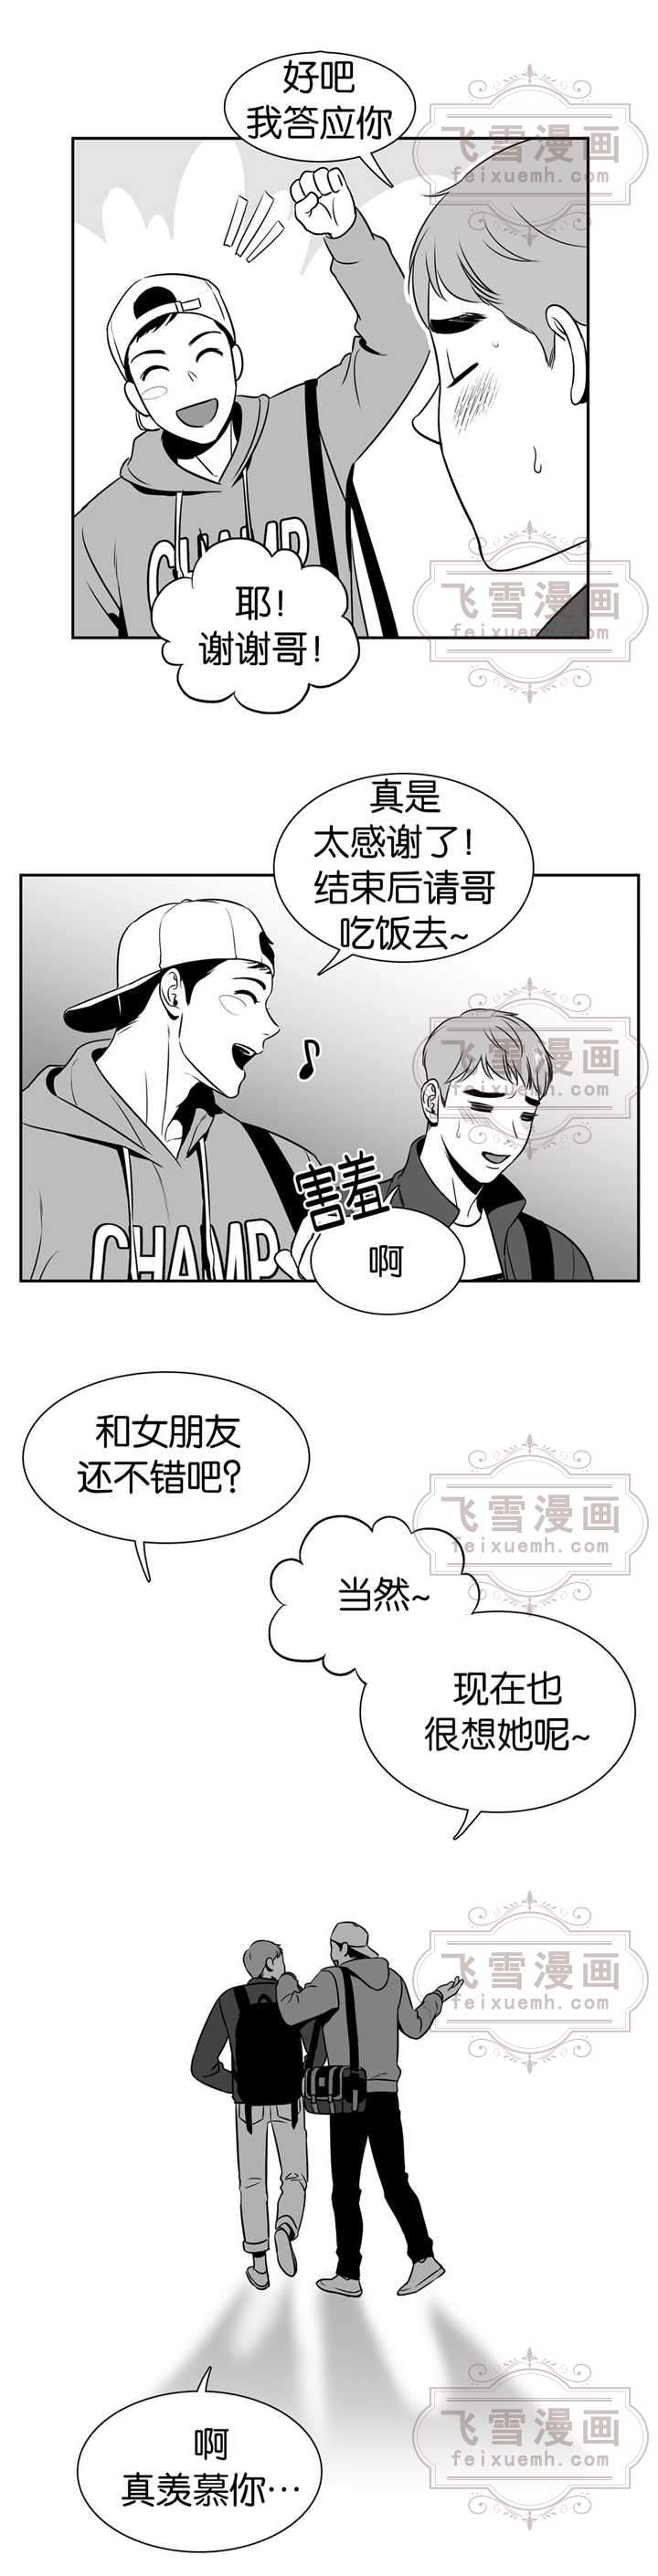 好吧
我答应你
飞雪漫画
feixuemh.com
CHAMP
飞雪漫画
feixuemh.com
耶！
谢谢哥！
真是
太感谢了！
结束后请哥
吃饭去~
飞雪漫画
feixuemh.com
害羞
CHAMP
啊
和女朋友
还不错吧？
飞雪漫画
feixuemh.com
当然~
现在也
很想她呢~
飞雪漫画
feixuemh.com
飞雪漫画
feixuemh.com
啊
真羡慕你…